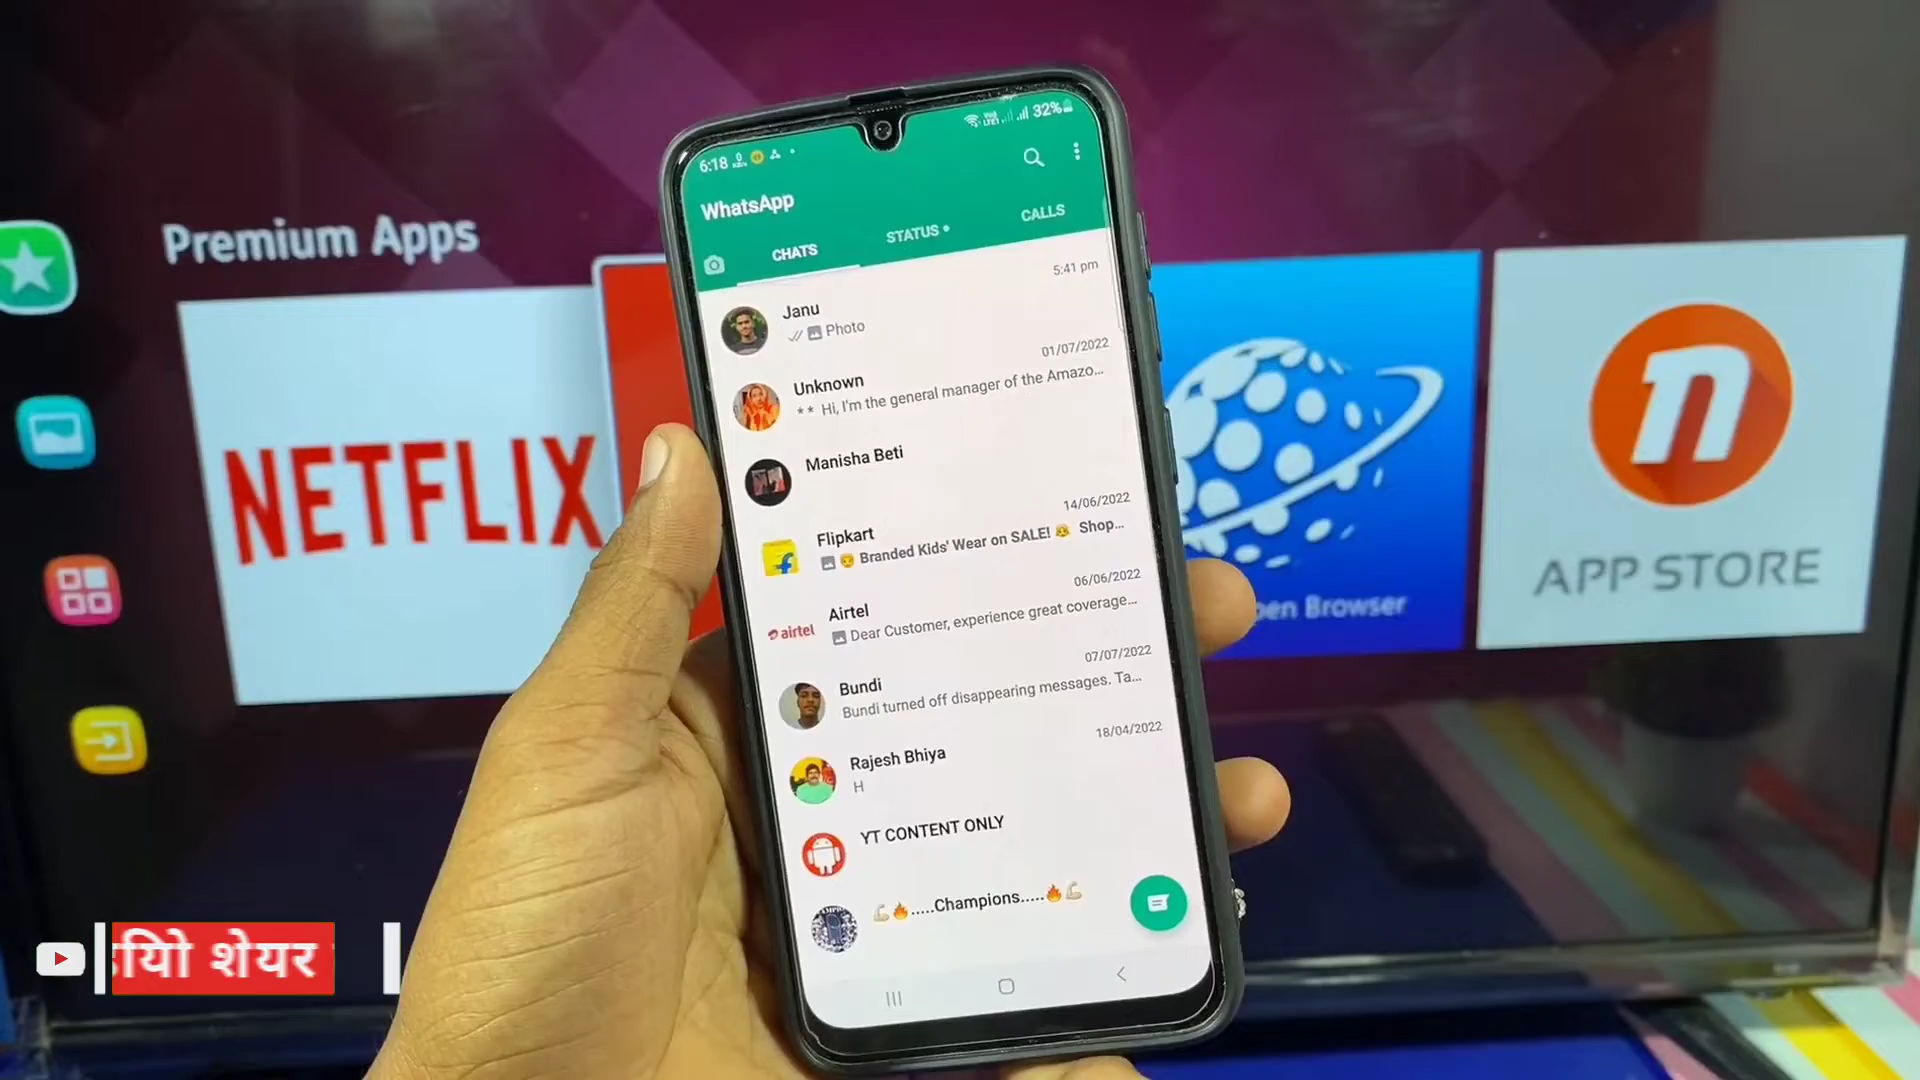 6:18
32%
WhatsApp
CHATS
STATUS
CALLS
Janu
5:41 pm
Photo
Unknown
01/07/2022
** Hi, I'm the general manager of the Amazo...
Manisha Beti
Flipkart
14/06/2022
Branded Kids' Wear on SALE! Shop...
Airtel
06/06/2022
Dear Customer, experience great coverage...
airtel
Bundi
07/07/2022
Bundi turned off disappearing messages. Ta...
Rajesh Bhiya
18/04/2022
H
YT CONTENT ONLY
💪🔥.....Champions.....🔥💪
Premium Apps
NETFLIX
pen Browser
n
APP STORE
शेयर